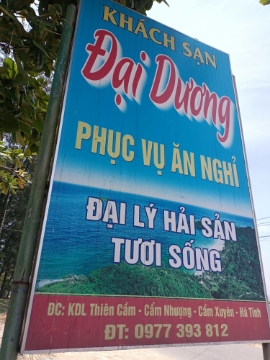 KHÁCH SẠN
Đại Dương
PHỤC VỤ ĂN NGHỈ
ĐẠI LÝ HẢI SẢN
TƯƠI SỐNG
ĐC: KDL Thiên Cầm - Cẩm Nhượng - Cẩm Xuyên - Hà Tĩnh
ĐT: 0977 393 812